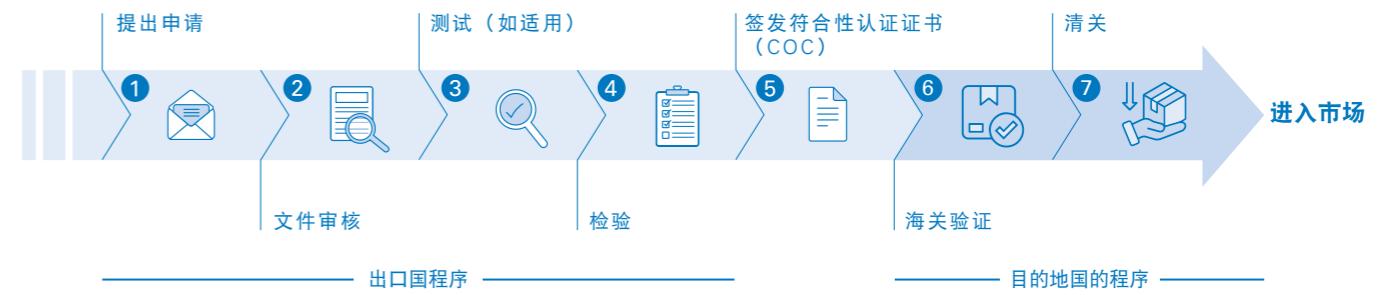 提出申请
测试（如适用）
签发符合性认证证书
（COC）
清关
1
2
3
4
5
6
7
进入市场
文件审核
检验
海关验证
出口国程序
目的地国的程序